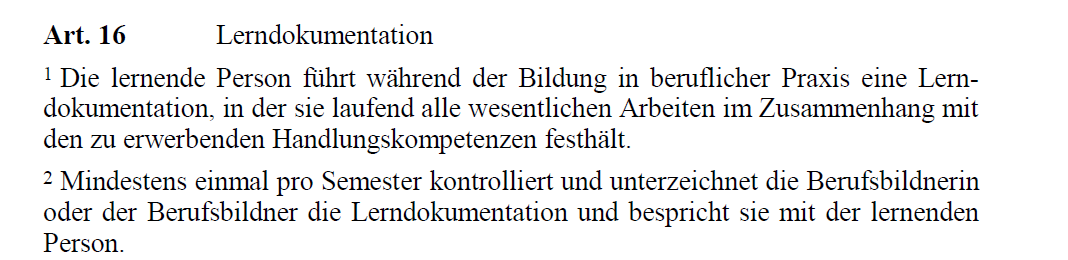 Art. 16 Lerndokumentation
1 Die lernende Person führt während der Bildung in beruflicher Praxis eine Lern-
dokumentation, in der sie laufend alle wesentlichen Arbeiten im Zusammenhang mit
den zu erwerbenden Handlungskompetenzen festhält.
2 Mindestens einmal pro Semester kontrolliert und unterzeichnet die Berufsbildnerin
oder der Berufsbildner die Lerndokumentation und bespricht sie mit der lernenden
Person.